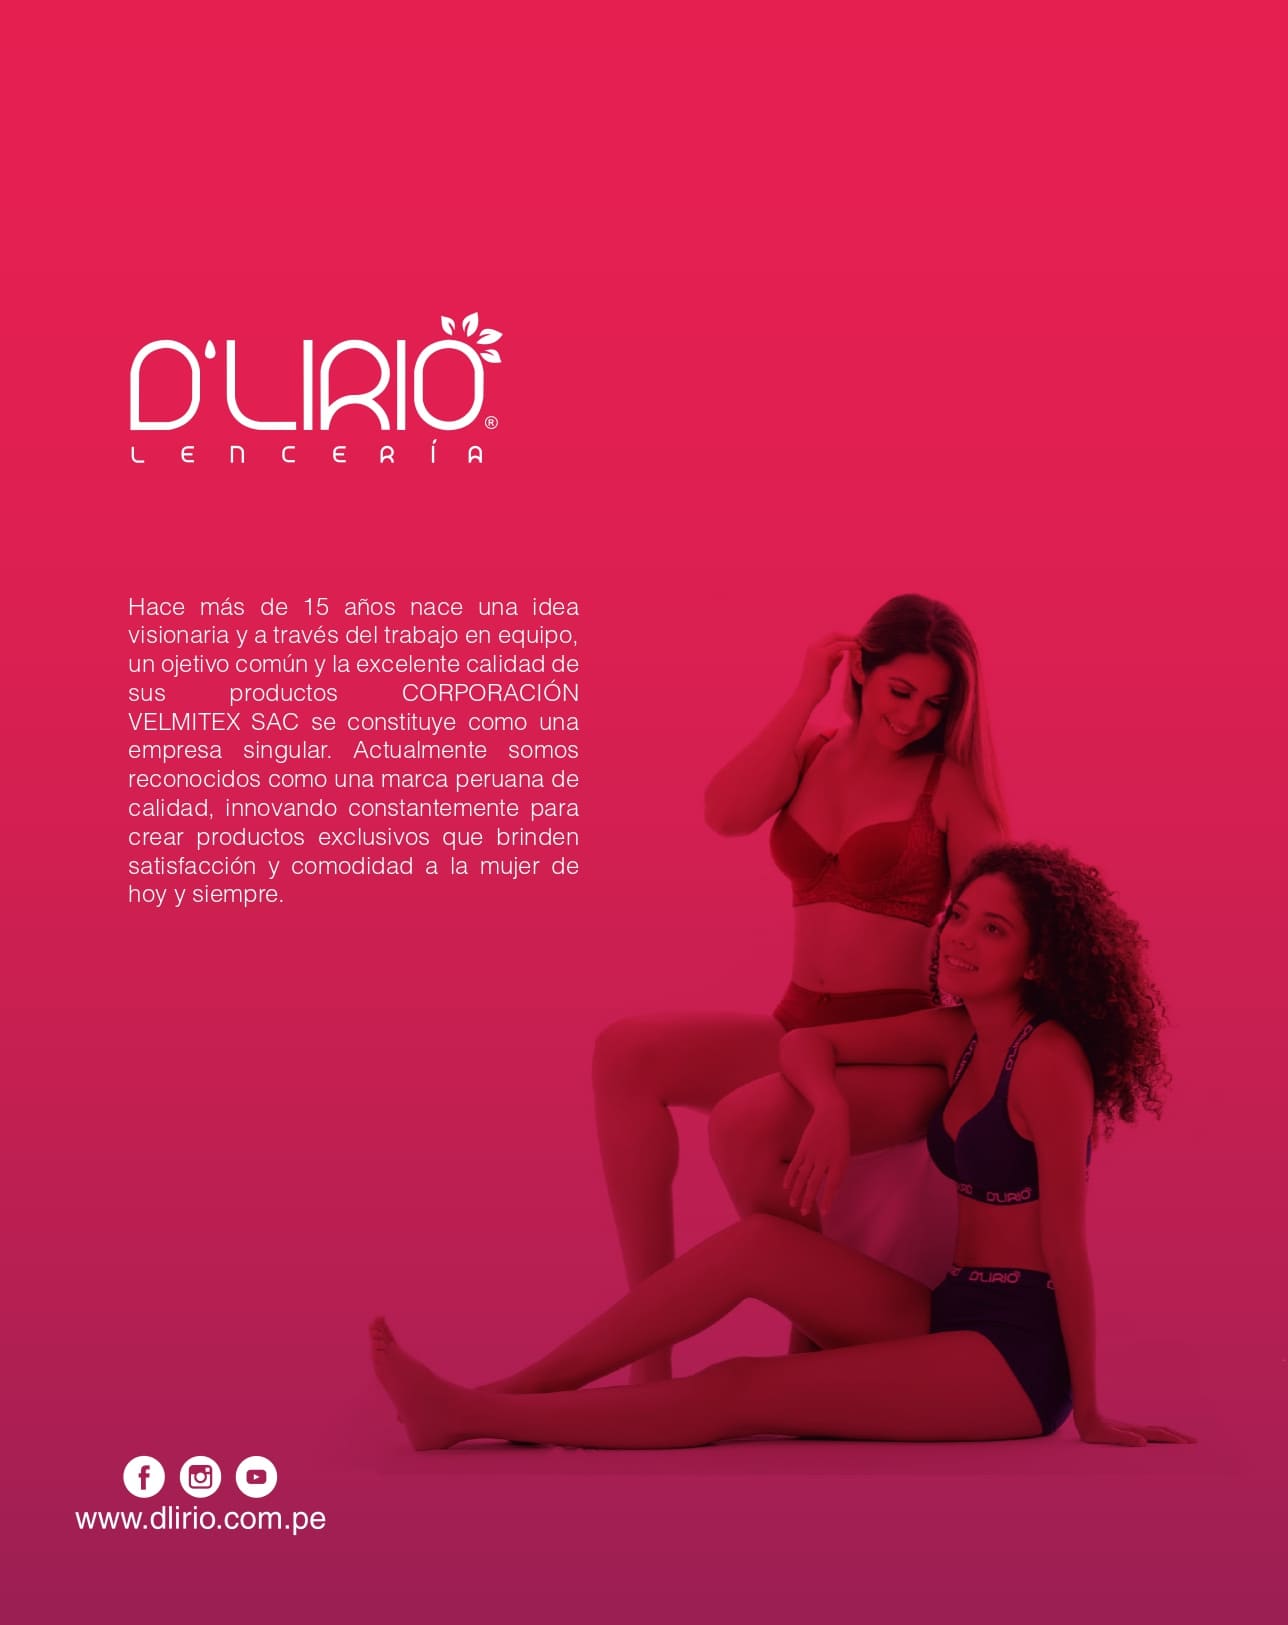 D'LIRIO®
LENCERÍA
Hace más de 15 años nace una idea
visionaria y a través del trabajo en equipo,
un ojetivo común y la excelente calidad de
sus productos CORPORACIÓN
VELMITEX SAC se constituye como una
empresa singular. Actualmente somos
reconocidos como una marca peruana de
calidad, innovando constantemente para
crear productos exclusivos que brinden
satisfacción y comodidad a la mujer de
hoy y siempre.
D'LIRIO
D'LIRIO
www.dlirio.com.pe